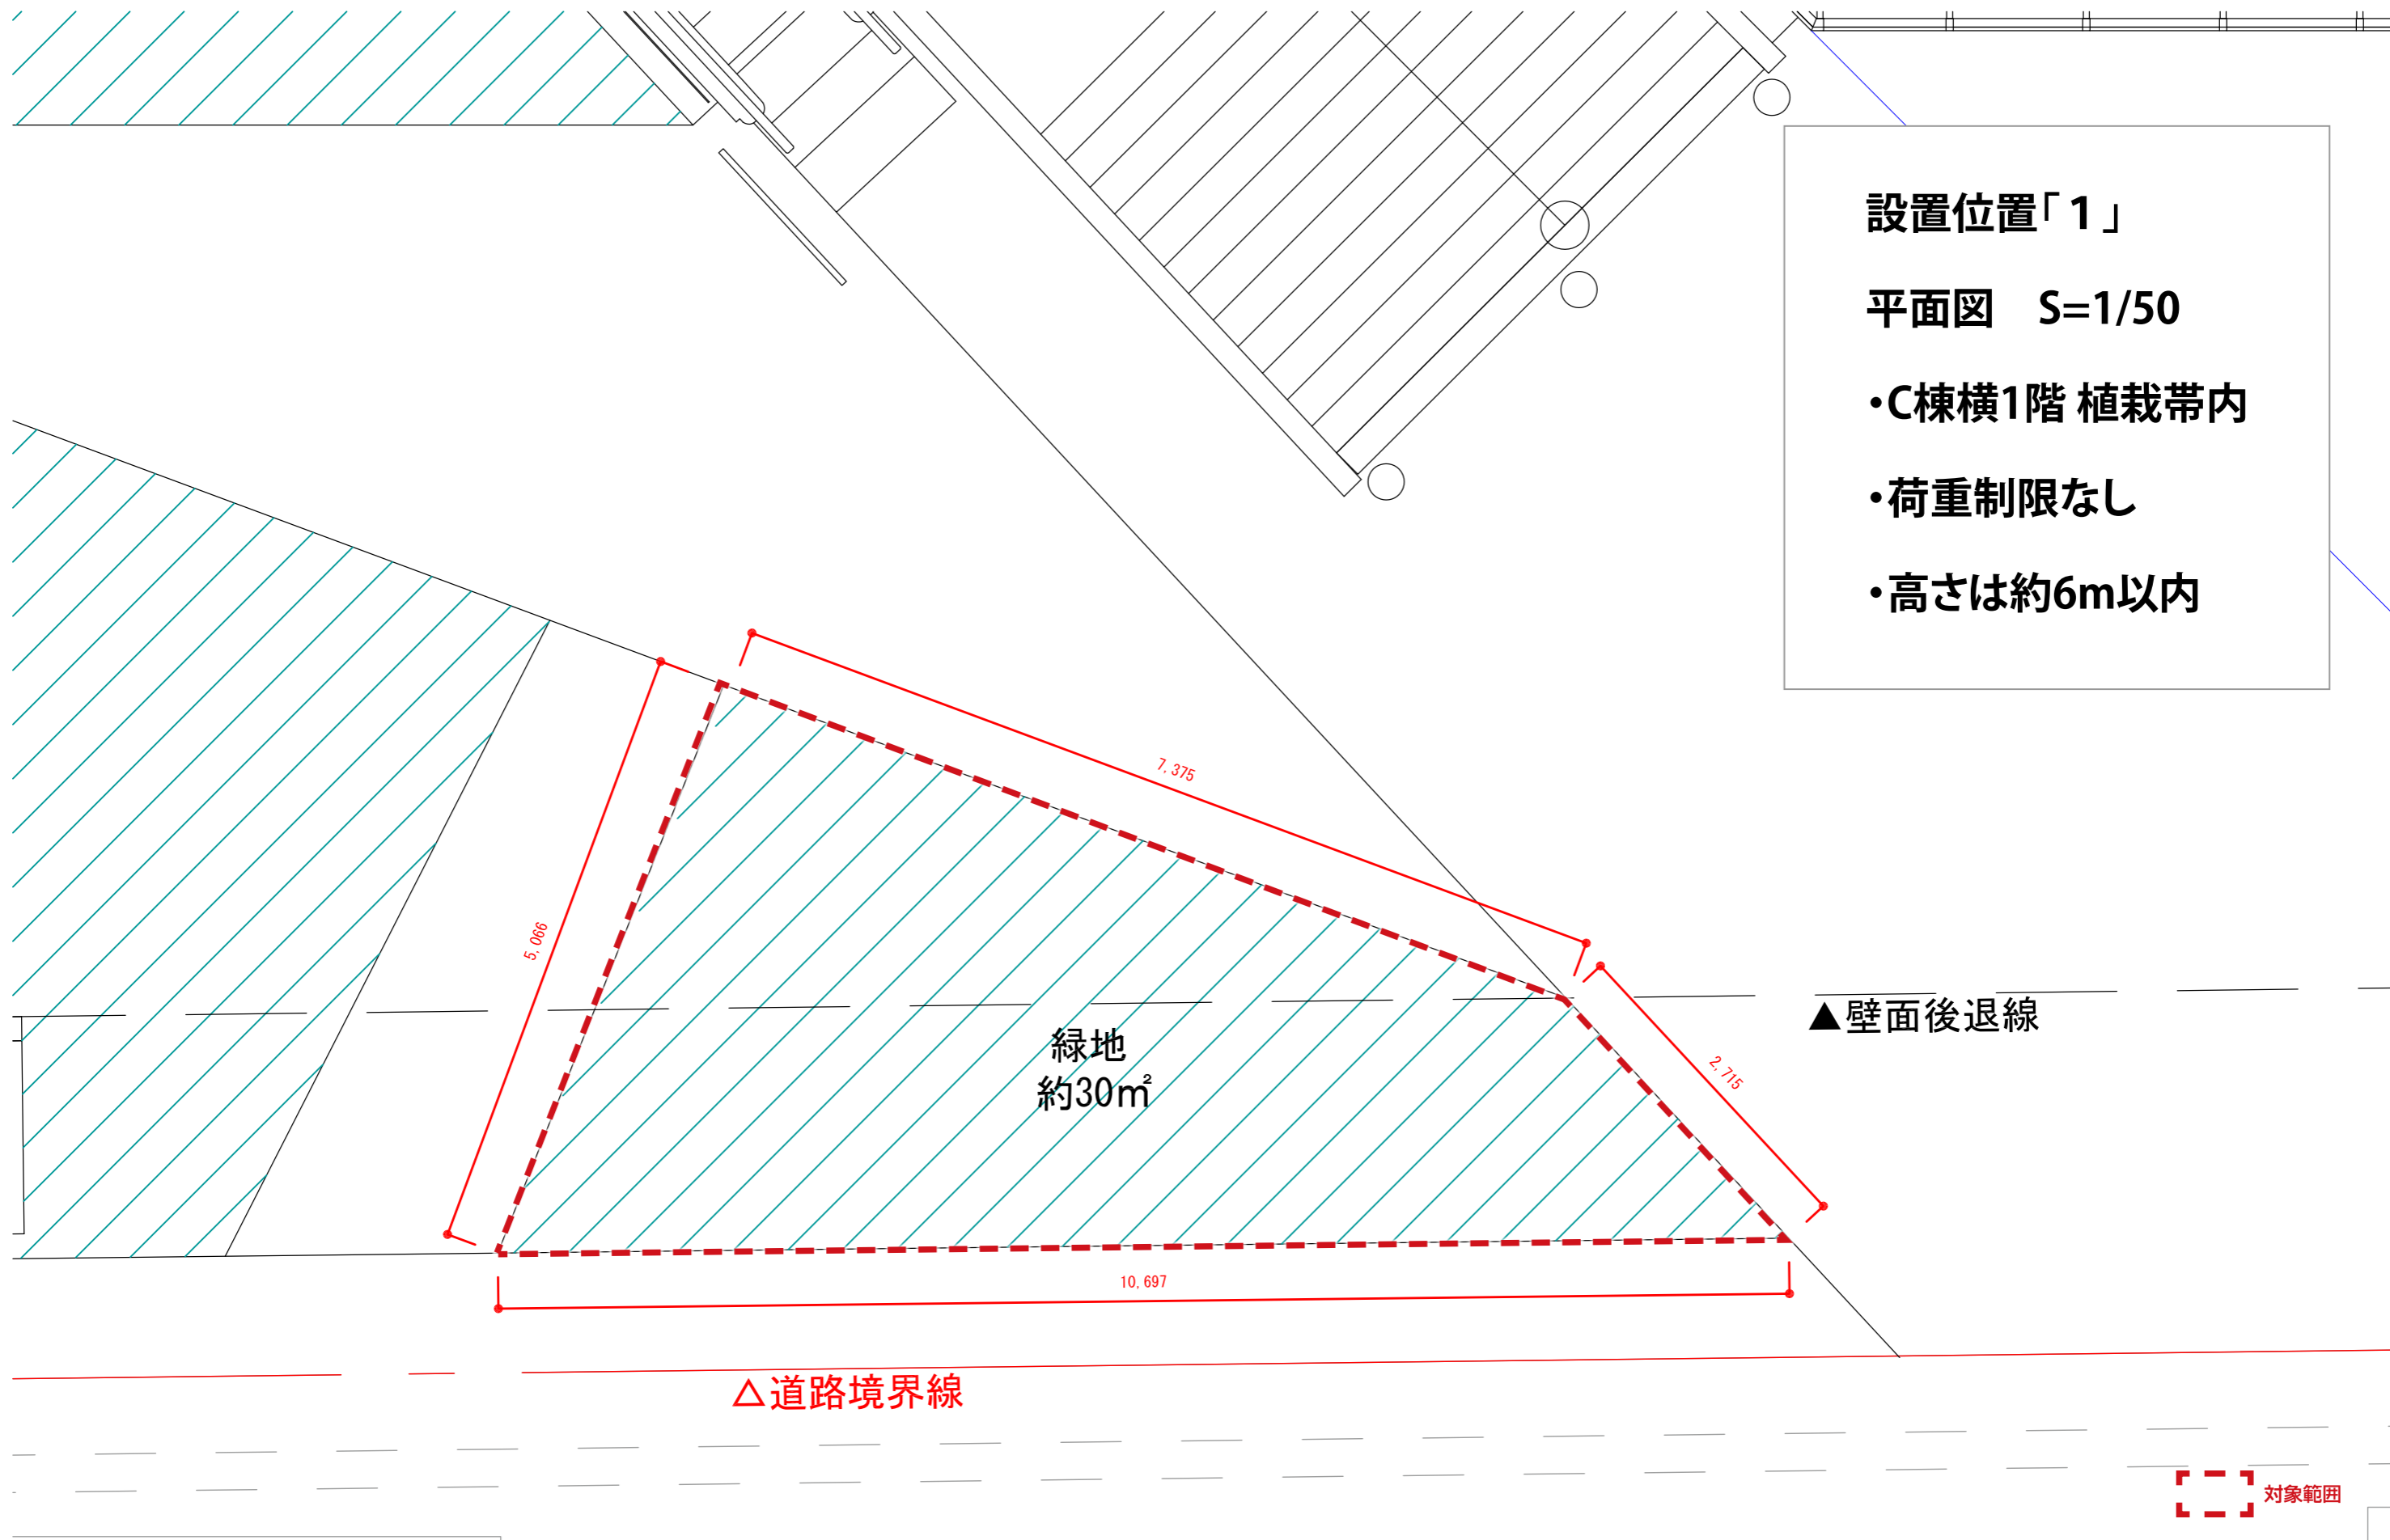 設置位置「1」
平面図　S=1/50
・C棟横1階 植栽帯内
・荷重制限なし
・高さは約6m以内
7,375
5,066
2,715
▲壁面後退線
緑地
約30㎡
10,697
△道路境界線
対象範囲